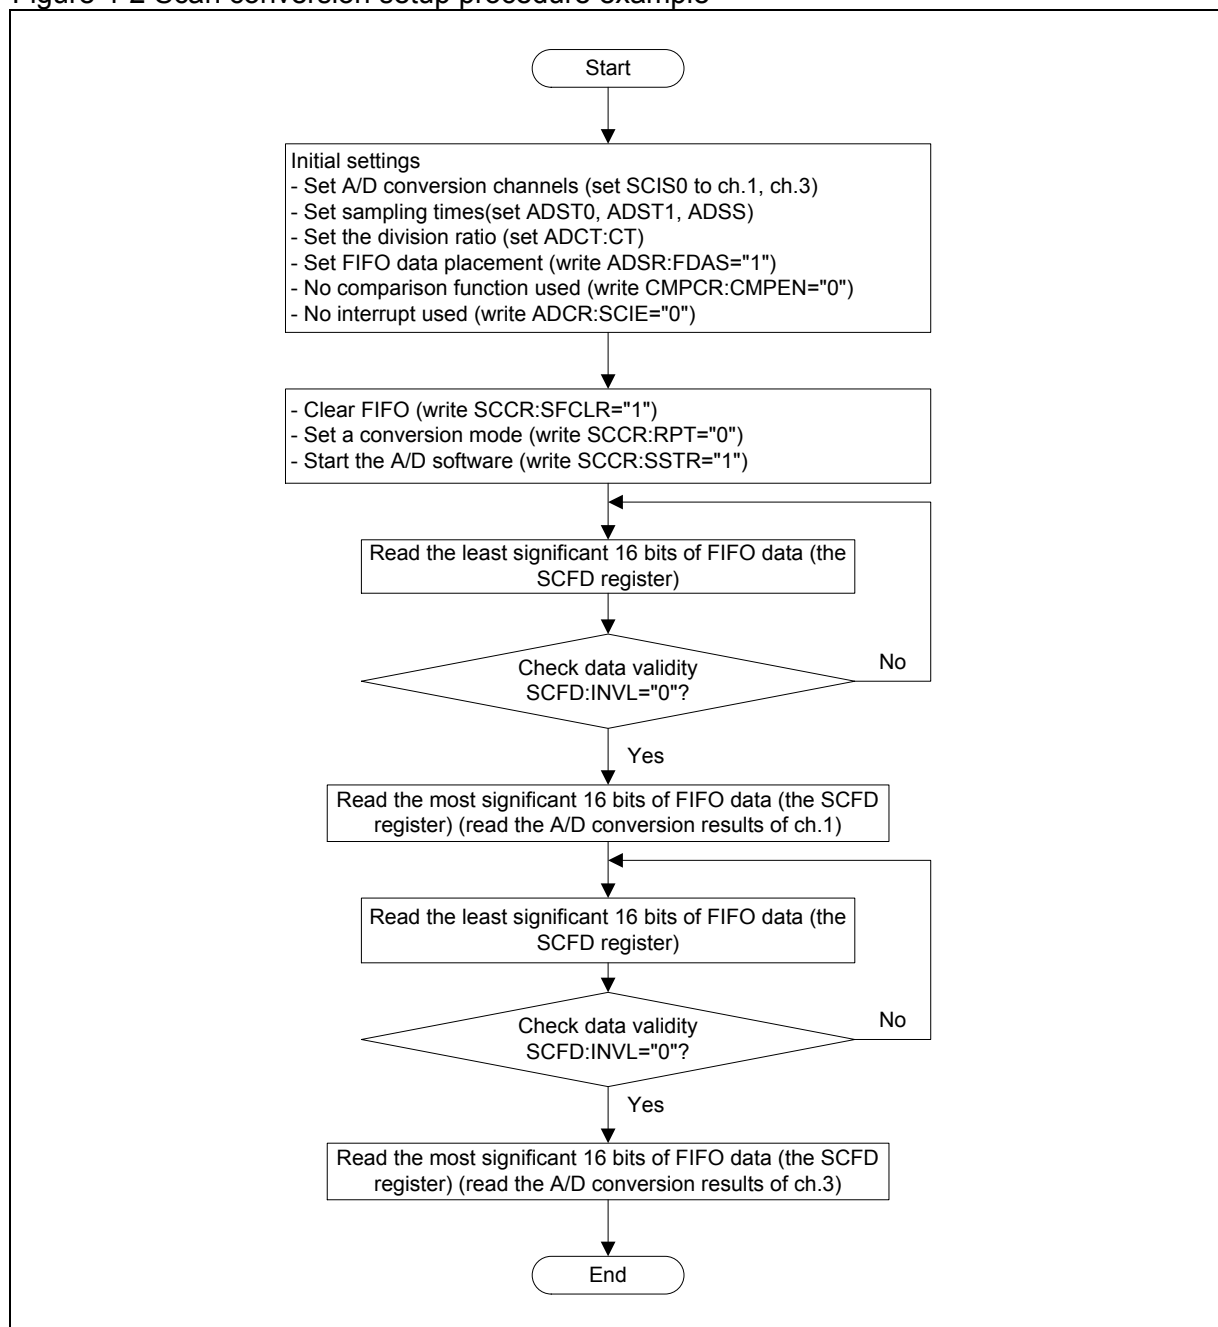 Figure 4-2 Scan conversion setup procedure example
Start
Initial settings
- Set A/D conversion channels (set SCIS0 to ch.1, ch.3)
- Set sampling times(set ADST0, ADST1, ADSS)
- Set the division ratio (set ADCT:CT)
- Set FIFO data placement (write ADSR:FDAS="1")
- No comparison function used (write CMPCR:CMPEN="0")
- No interrupt used (write ADCR:SCIE="0")
- Clear FIFO (write SCCR:SFCLR="1")
- Set a conversion mode (write SCCR:RPT="0")
- Start the A/D software (write SCCR:SSTR="1")
Read the least significant 16 bits of FIFO data (the
SCFD register)
Check data validity
SCFD:INVL="0"?
No
Yes
Read the most significant 16 bits of FIFO data (the SCFD
register) (read the A/D conversion results of ch.1)
Read the least significant 16 bits of FIFO data (the
SCFD register)
Check data validity
SCFD:INVL="0"?
No
Yes
Read the most significant 16 bits of FIFO data (the SCFD
register) (read the A/D conversion results of ch.3)
End